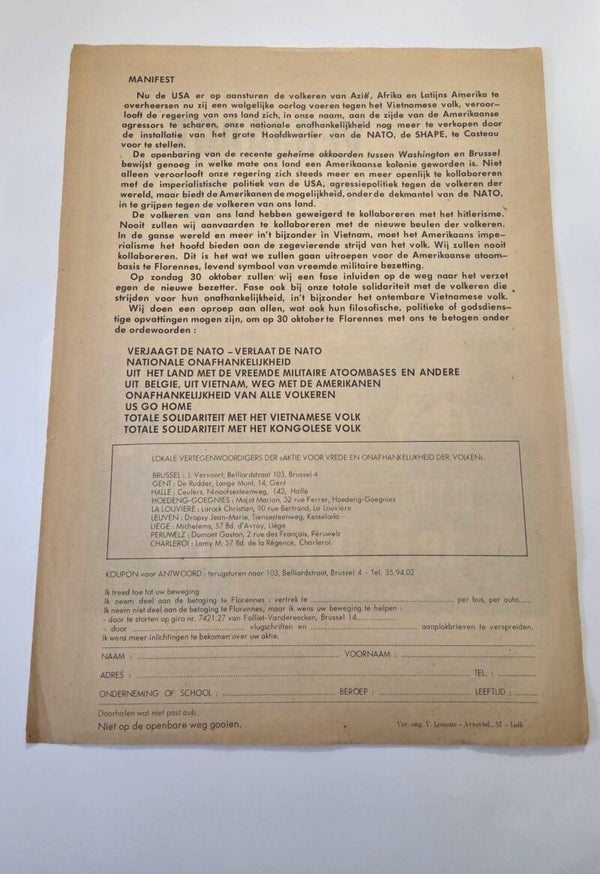 MANIFEST
Nu de USA er op aansturen de volkeren van Azië, Afrika en Latijns Amerika te
overheersen nu zij een walgelijke oorlog voeren tegen het Vietnamese volk, veroor-
looft de regering van ons land zich, in onze naam, aan de zijde van de Amerikaanse
agressors te scharen, onze nationale onafhankelijkheid nog meer te verkopen door
de installatie van het grote Hoofdkwartier van de NATO, de SHAPE, te Casteau
voor te stellen.
De openbaring van de recente geheime akkoorden tussen Washington en Brussel
bewijst genoeg in welke mate ons land een Amerikaanse kolonie geworden is. Niet
alleen veroorlooft onze regering zich steeds meer en meer openlijk te kollaboreren
met de imperialistische politiek van de USA, agressiepolitiek tegen de volkeren der
wereld, maar biedt de Amerikanen de mogelijkheid, onder de dekmantel van de NATO,
in te grijpen tegen de volkeren van ons land.
De volkeren van ons land hebben geweigerd te kollaboreren met het hitlerisme.
Nooit zullen wij aanvaarden te kollaboreren met de nieuwe beulen der volkeren.
In de ganse wereld en meer in't bijzonder in Vietnam, moet het Amerikaans impe-
rialisme het hoofd bieden aan de zegevierende strijd van het volk. Wij zullen nooit
kollaboreren. Dit is het wat we zullen gaan uitroepen voor de Amerikaanse atoom-
basis te Florennes, levend symbool van vreemde militaire bezetting.
Op zondag 30 oktober zullen wij een fase inluiden op de weg naar het verzet
egen de nieuwe bezetter. Fase ook bij onze totale solidariteit met de volkeren die
strijden voor hun onafhankelijkheid, in't bijzonder het ontembare Vietnamese volk.
Wij doen een oproep aan allen, wat ook hun filosofische, politieke of godsdiens-
tige opvattingen mogen zijn, om op 30 oktober te Florennes met ons te betogen onder
de ordewoorden :
VERJAAGT DE NATO - VERLAAT DE NATO
NATIONALE ONAFHANKELIJKHEID
UIT HET LAND MET DE VREEMDE MILITAIRE ATOOMBASES EN ANDERE
UIT BELGIE, UIT VIETNAM, WEG MET DE AMERIKANEN
ONAFHANKELIJKHEID VAN ALLE VOLKEREN
US GO HOME
TOTALE SOLIDARITEIT MET HET VIETNAMESE VOLK
TOTALE SOLIDARITEIT MET HET KONGOLESE VOLK
LOKALE VERTEGENWOORDIGERS DER «AKTIE VOOR VREDE EN ONAFHANKELIJKHEID DER VOLKEN».
BRUSSEL : J. Vervoort, Belliardstraat 103, Brussel 4
GENT : De Rudder, Lange Munt, 14, Gent
HALLE : Ceulers, Ninoofsesteenweg, 142, Halle
HOEDENG-GOEGNIES : Majot Marion, 32 rue Ferrer, Hoedenig-Goegnies
LA LOUVIERE : Larock Christian, 90 rue Bertrand, La Louvière
LEUVEN : Dropsy Jean-Marie, Tiensesteenweg, Kesselolo
LIÈGE : Michelems, 57 Bd. d'Avroy, Liège
PERUWELZ : Dumont Gaston, 2 rue des Français, Péruwelz
CHARLEROI : Lamy M. 57 Bd. de la Régence, Charleroi.
KOUPON voor ANTWOORD : terugsturen naar 103, Belliardstraat, Brussel 4 - Tel. 35.94.02
Ik treed toe tot uw beweging
Ik neem deel aan de betoging te Florennes : vertrek te ........ per bus, per auto......
Ik neem niet deel aan de betoging te Florennes, maar ik wens uw beweging te helpen :
- door te storten op giro nr. 7421.27 van Falliet-Vandereecken, Brussel 14........
- door ........ vlugschriften en ........ aanplakbrieven te verspreiden.
Ik wens meer inlichtingen te bekomen over uw aktie.
NAAM : ........ VOORNAAM : ........
ADRES : ........ TEL. : ........
ONDERNEMING OF SCHOOL : ........ BEROEP : ........ LEEFTIJD : ........
Doorhalen wat niet past aub.
Niet op de openbare weg gooien.
Ver. uitg. Y. Lemaire - Avroybd., 57 - Luik